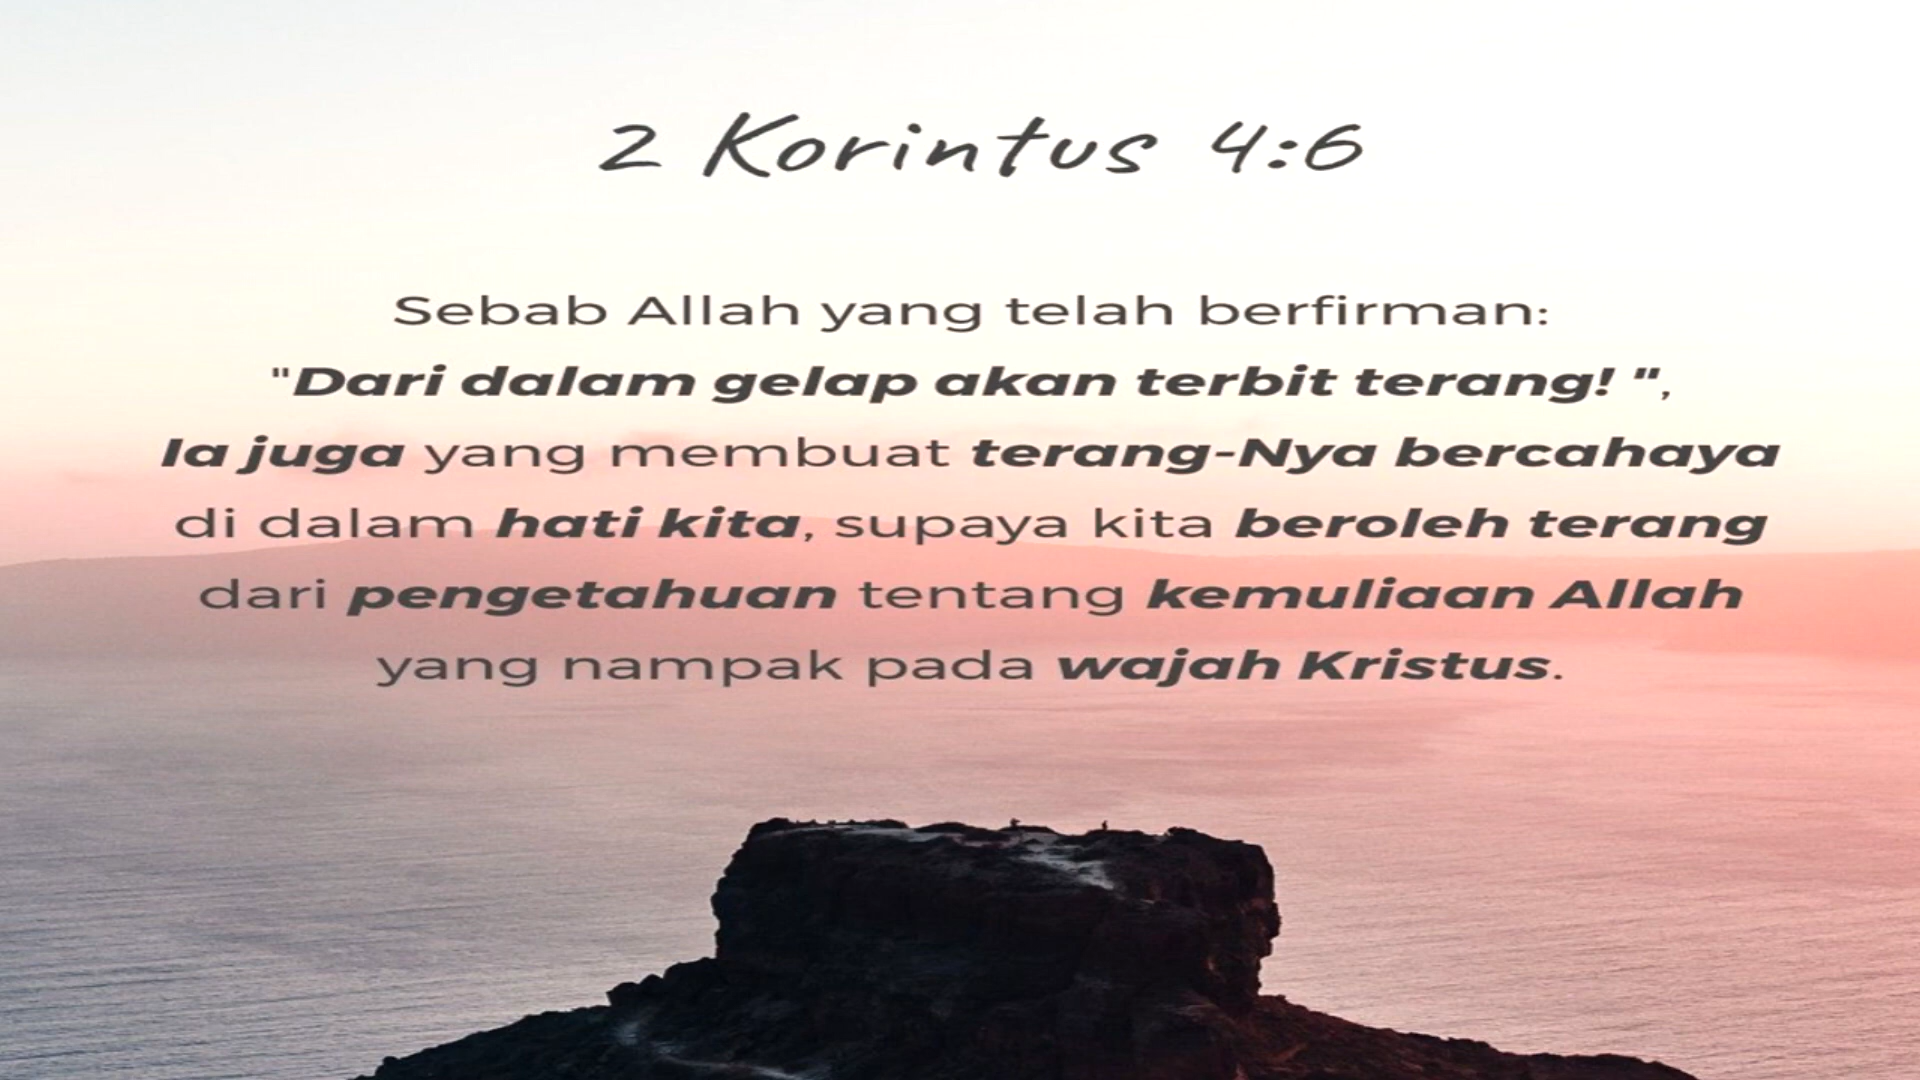 2 Korintus 4:6
Sebab Allah yang telah berfirman:
"Dari dalam gelap akan terbit terang! ",
Ia juga yang membuat terang-Nya bercahaya
di dalam hati kita, supaya kita beroleh terang
dari pengetahuan tentang kemuliaan Allah
yang nampak pada wajah Kristus.